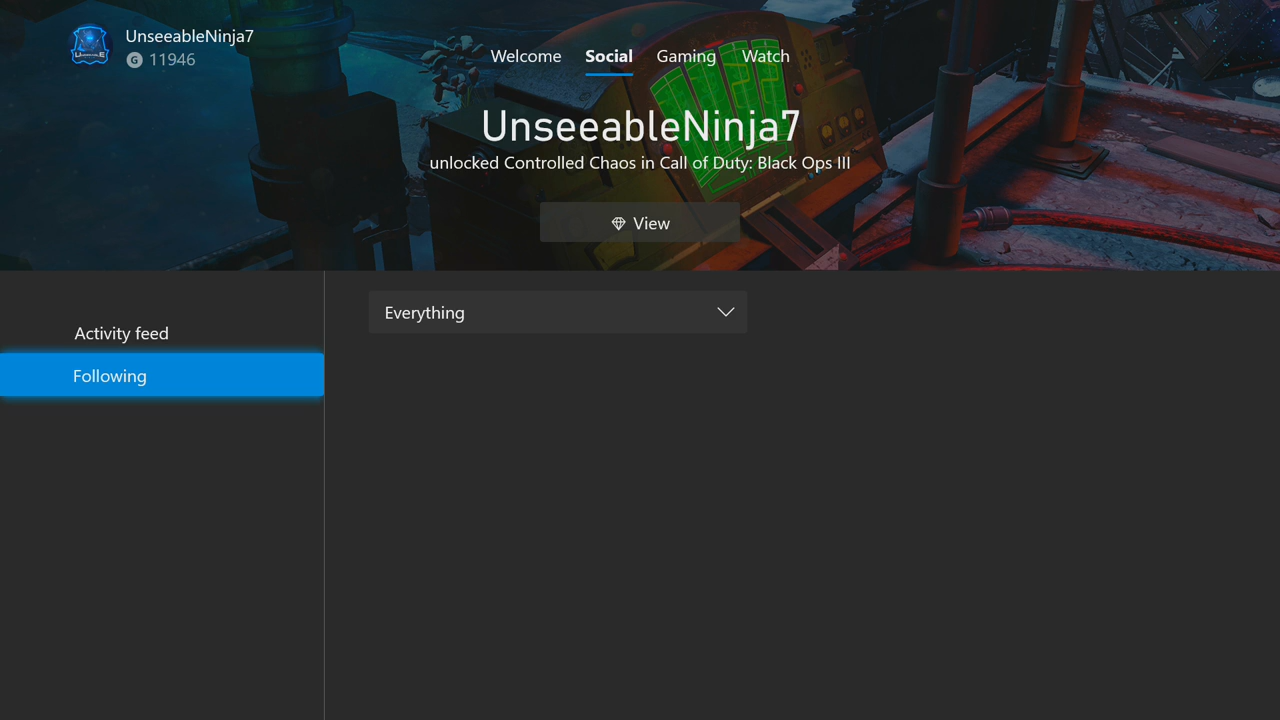 UnseeableNinja7
G 11946
Welcome Social Gaming Watch
UnseeableNinja7
unlocked Controlled Chaos in Call of Duty: Black Ops III
View
Everything
Activity feed
Following